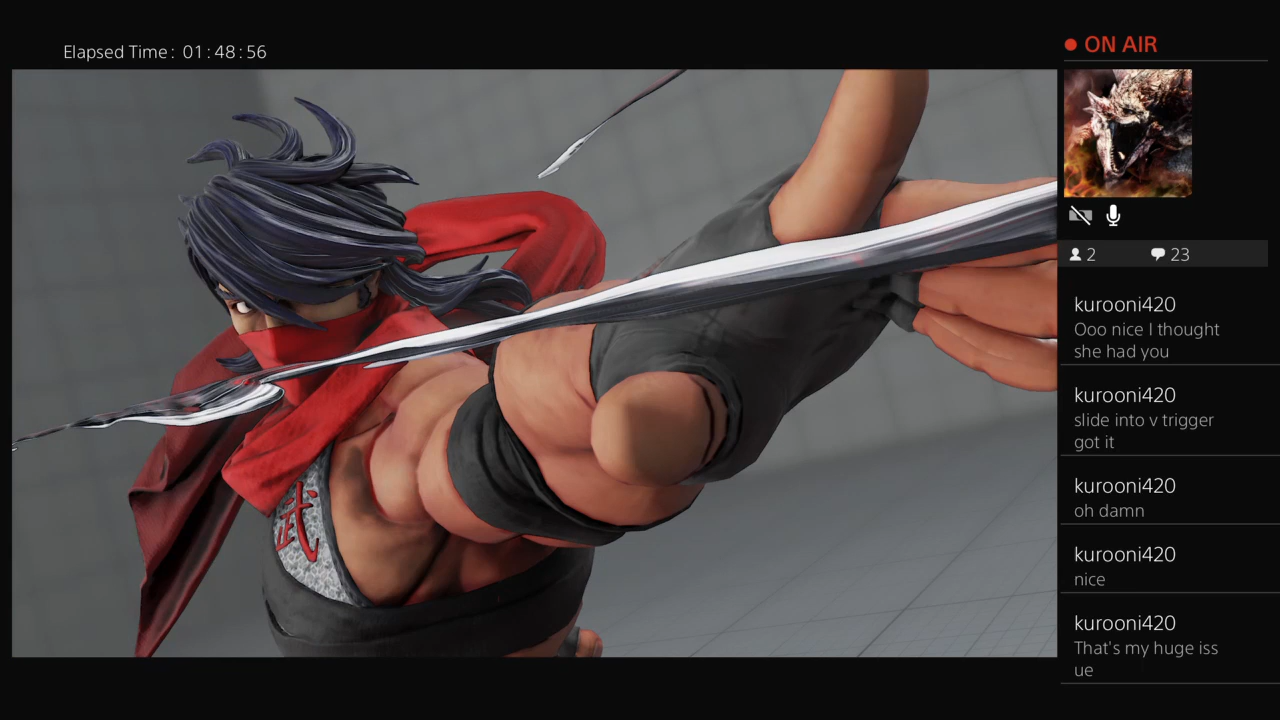 Elapsed Time: 01:48:56
ON AIR
2 23
kurooni420
Ooo nice I thought
she had you
kurooni420
slide into v trigger
got it
kurooni420
oh damn
kurooni420
nice
kurooni420
That's my huge iss
ue
武